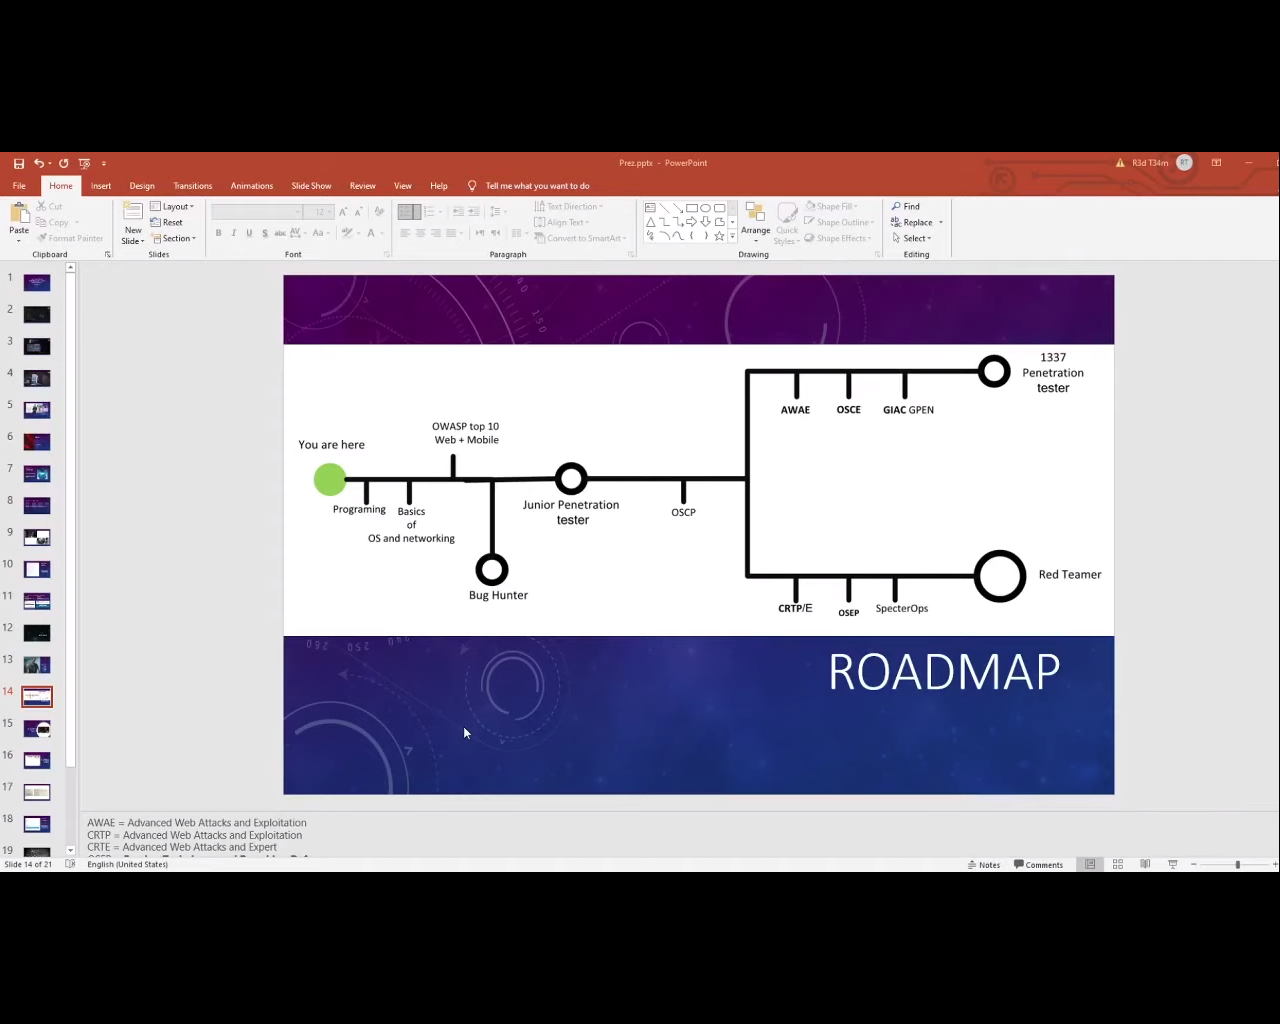 Prez.pptx - PowerPoint
R3d T34m
RT
File Home Insert Design Transitions Animations Slide Show Review View Help Tell me what you want to do
Paste
Cut
Copy
Format Painter
Clipboard
New
Slide
Layout
Reset
Section
Slides
12
Font
Text Direction
Align Text
Convert to SmartArt
Paragraph
Arrange
Quick
Styles
Shape Fill
Shape Outline
Shape Effects
Drawing
Find
Replace
Select
Editing
1
2
3
4
5
6
7
8
9
10
11
12
13
14
15
16
17
18
19
1337
Penetration
tester
AWAE
OSCE
GIAC GPEN
OWASP top 10
Web + Mobile
You are here
Programing
Basics
of
OS and networking
Junior Penetration
tester
OSCP
Bug Hunter
Red Teamer
CRTP/E
OSEP
SpecterOps
ROADMAP
AWAE = Advanced Web Attacks and Exploitation
CRTP = Advanced Web Attacks and Exploitation
CRTE = Advanced Web Attacks and Expert
Slide 14 of 21
English (United States)
Notes
Comments